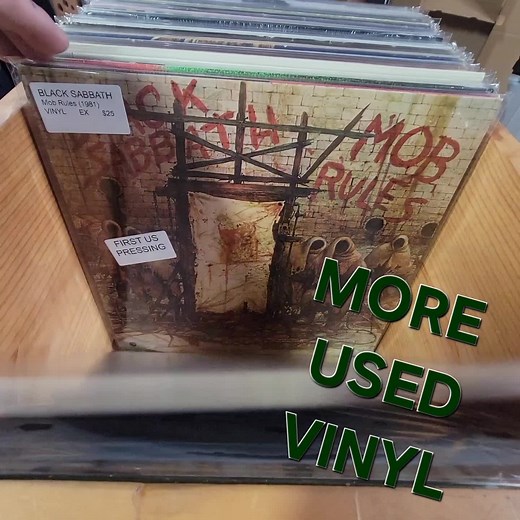 BLACK SABBATH
Mob Rules (1981)
VINYL EX $25
BLACK
SABBATH
MOB
RULES
FIRST US
PRESSING
MORE
USED
VINYL